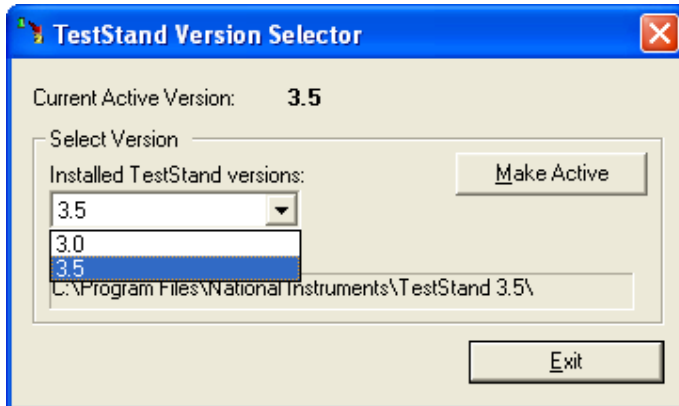 TestStand Version Selector
Current Active Version: 3.5
Select Version
Installed TestStand versions:
Make Active
3.5
3.0
3.5
C:\Program Files\National Instruments\TestStand 3.5\
Exit